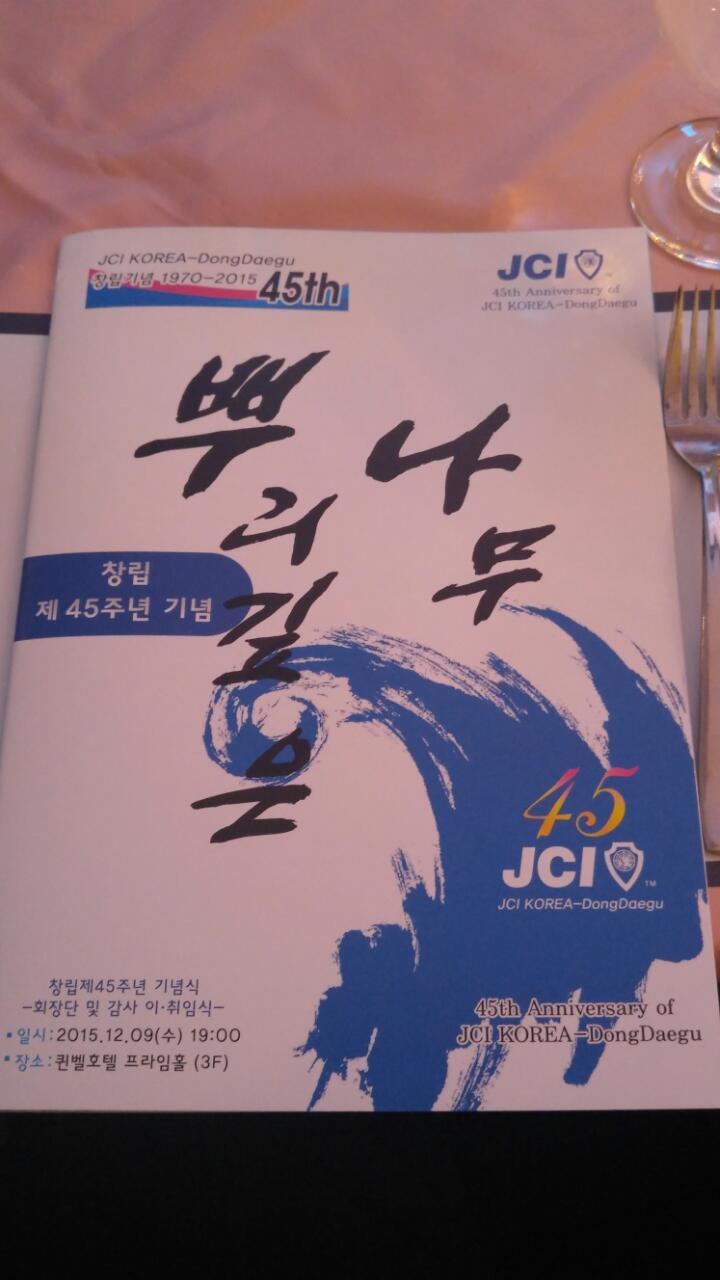 JCI KOREA-DongDaegu
창립기념 1970-2015 45th
JCI
TM
45th Anniversary of
JCI KOREA-DongDaegu
뿌리깊은
나무
창립
제 45주년 기념
45
JCI
TM
JCI KOREA-DongDaegu
창립제45주년 기념식
-회장단 및 감사 이·취임식-
▪일시:2015.12.09(수) 19:00
▪장소:퀸벨호텔 프라임홀 (3F)
45th Anniversary of
JCI KOREA-DongDaegu